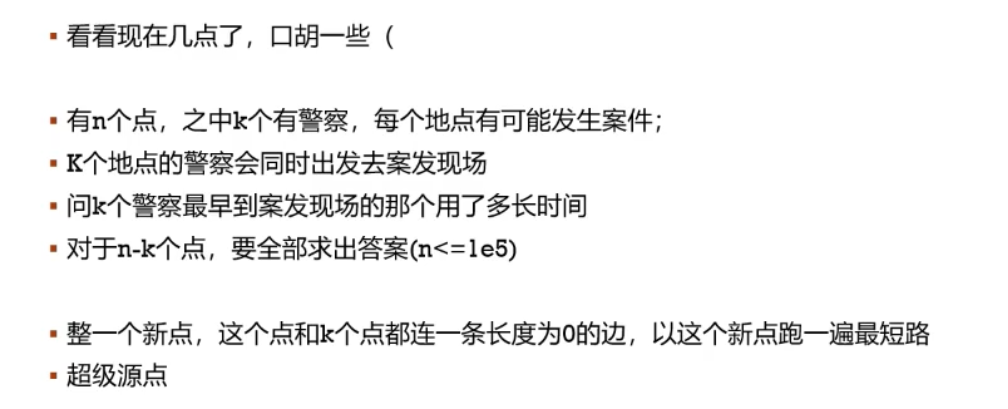 ▪ 看看现在几点了，口胡一些（
▪ 有n个点，之中k个有警察，每个地点有可能发生案件；
▪ K个地点的警察会同时出发去案发现场
▪ 问k个警察最早到案发现场的那个用了多长时间
▪ 对于n-k个点，要全部求出答案(n<=1e5)
▪ 整一个新点，这个点和k个点都连一条长度为0的边，以这个新点跑一遍最短路
▪ 超级源点